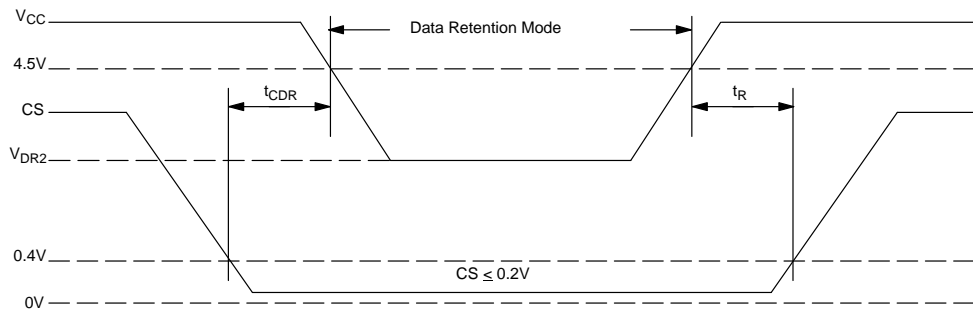 VCC
Data Retention Mode
4.5V
tCDR
tR
CS
VDR2
0.4V
CS ≤ 0.2V
0V